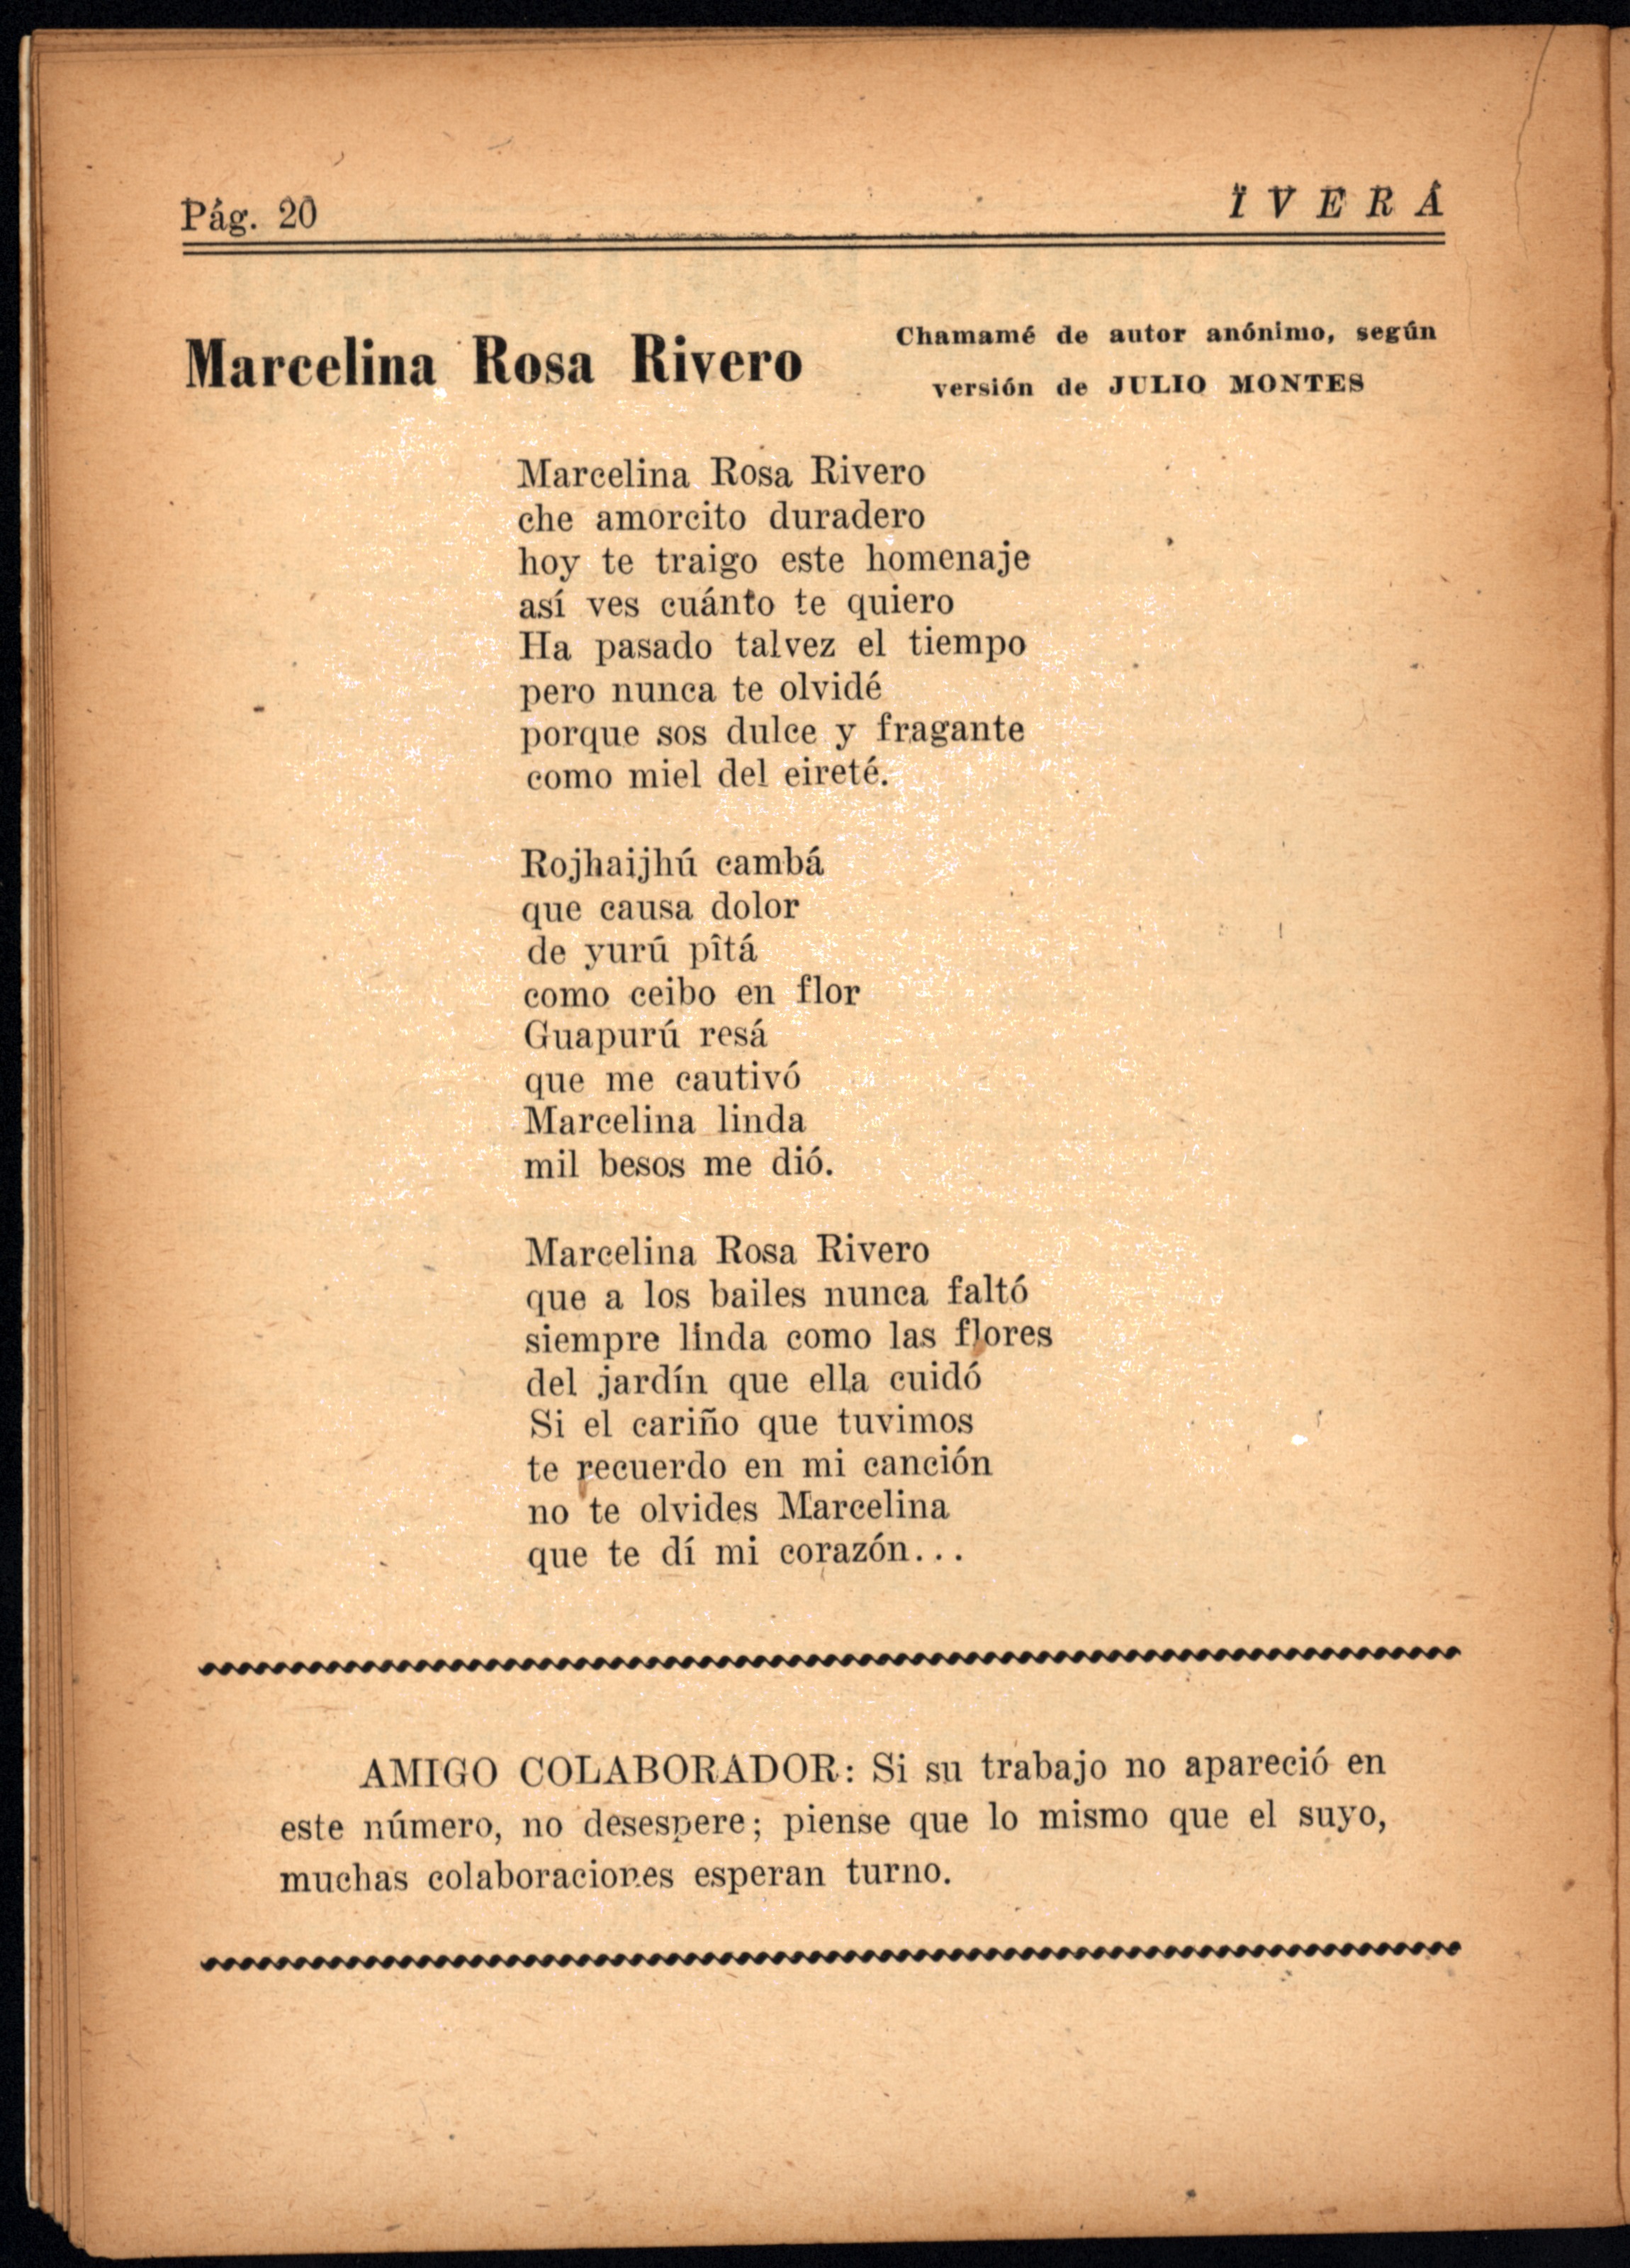 Pág. 20
Ï V E R Á
Marcelina Rosa Rivero
Chamamé de autor anónimo, según
versión de JULIO MONTES
Marcelina Rosa Rivero
che amorcito duradero
hoy te traigo este homenaje
así ves cuánto te quiero
Ha pasado talvez el tiempo
pero nunca te olvidé
porque sos dulce y fragante
como miel del eireté.
Rojhaijhú cambá
que causa dolor
de yurú pîtá
como ceibo en flor
Guapurú resá
que me cautivó
Marcelina linda
mil besos me dió.
Marcelina Rosa Rivero
que a los bailes nunca faltó
siempre linda como las flores
del jardín que ella cuidó
Si el cariño que tuvimos
te recuerdo en mi canción
no te olvides Marcelina
que te dí mi corazón...
AMIGO COLABORADOR: Si su trabajo no apareció en
este número, no desespere; piense que lo mismo que el suyo,
muchas colaboraciones esperan turno.